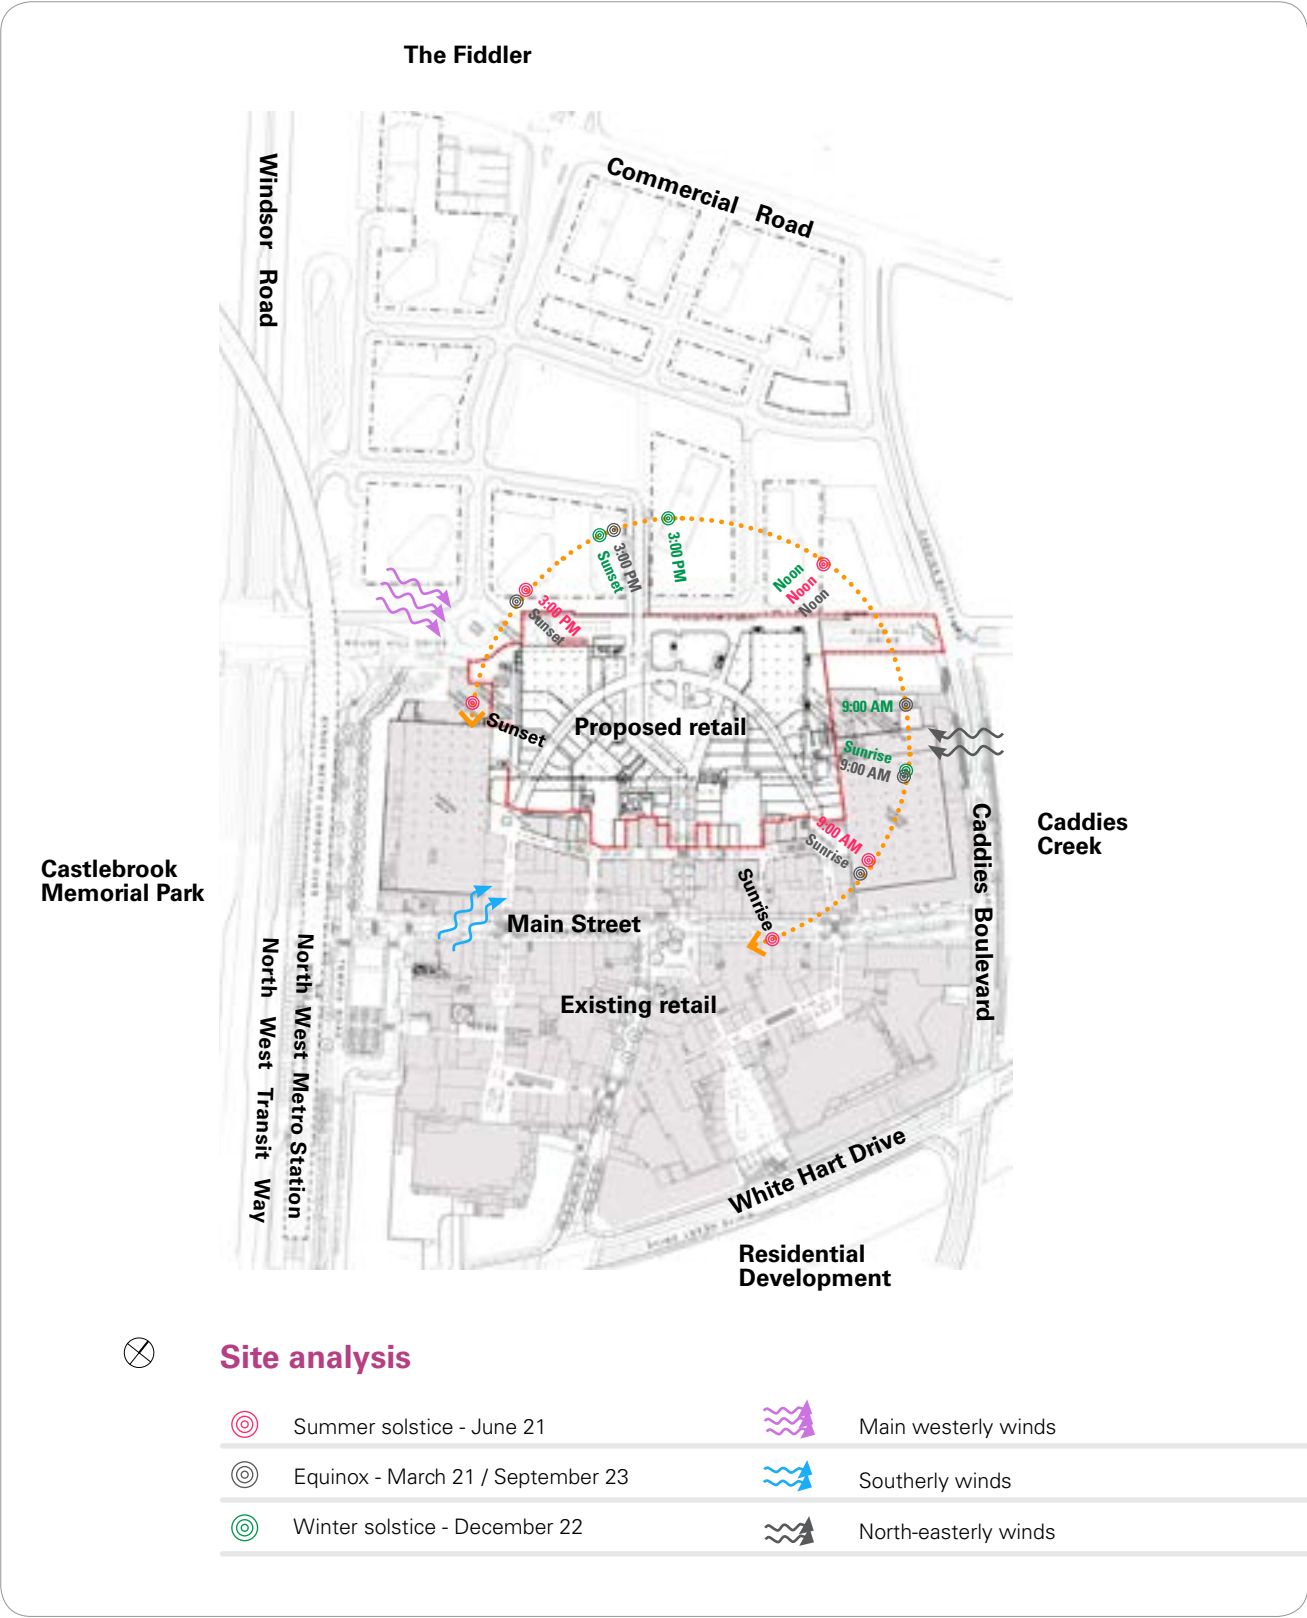 The Fiddler
Windsor Road
Commercial Road
3:00 PM
3:00 PM
Sunset
Noon
Noon
Noon
3:00 PM
Sunset
Sunset
Proposed retail
9:00 AM
Sunrise
9:00 AM
9:00 AM
Sunrise
Sunrise
Caddies
Creek
Caddies Boulevard
Castlebrook
Memorial Park
Main Street
Existing retail
North West Metro Station
North West Transit Way
White Hart Drive
Residential
Development
Site analysis
Summer solstice - June 21
Main westerly winds
Equinox - March 21 / September 23
Southerly winds
Winter solstice - December 22
North-easterly winds